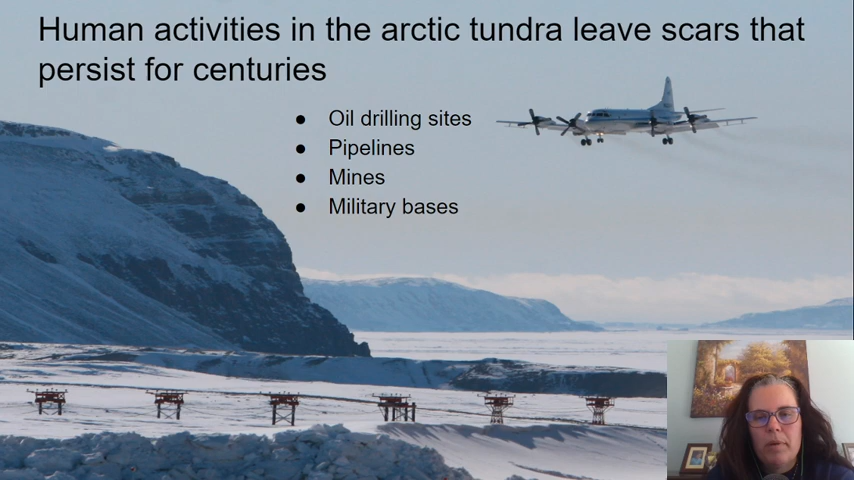 Human activities in the arctic tundra leave scars that
persist for centuries
● Oil drilling sites
● Pipelines
● Mines
● Military bases